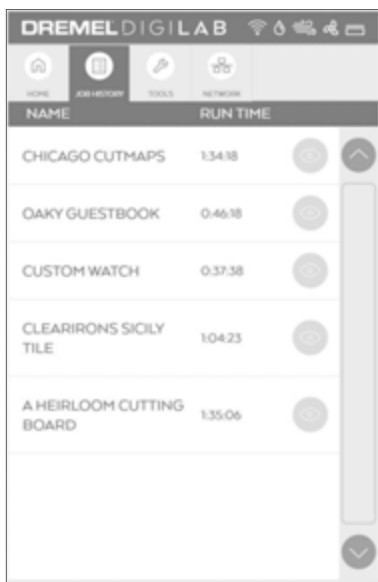 DREMEL DIGILAB
HOME JOB HISTORY TOOLS NETWORK
NAME RUN TIME
CHICAGO CUTMAPS 1:34:18
OAKY GUESTBOOK 0:46:18
CUSTOM WATCH 0:37:38
CLEARIRONS SICILY
TILE 1:04:23
A HEIRLOOM CUTTING
BOARD 1:35:06